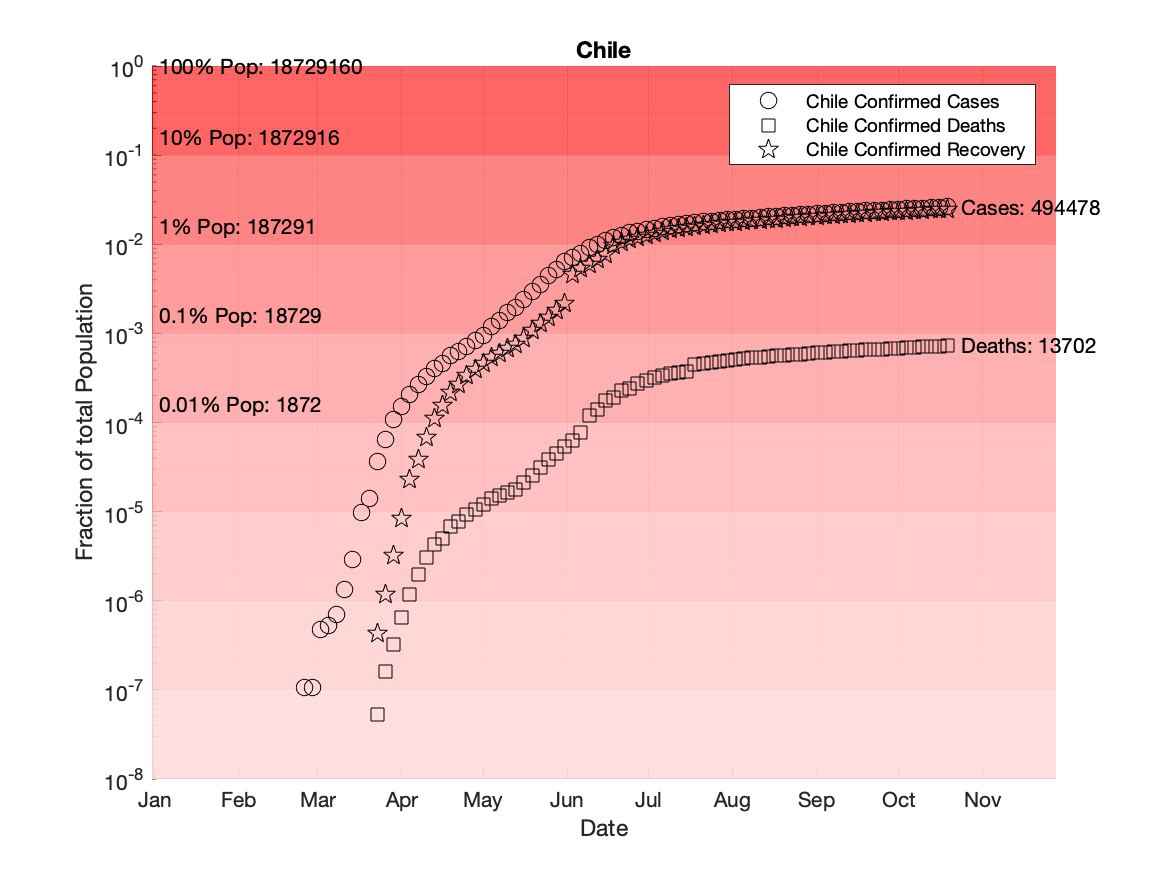 Chile
10^0
100% Pop: 18729160
Chile Confirmed Cases
Chile Confirmed Deaths
Chile Confirmed Recovery
10% Pop: 1872916
10^-1
Cases: 494478
1% Pop: 187291
10^-2
0.1% Pop: 18729
10^-3
Deaths: 13702
0.01% Pop: 1872
10^-4
10^-5
10^-6
10^-7
10^-8
Fraction of total Population
Jan Feb Mar Apr May Jun Jul Aug Sep Oct Nov
Date